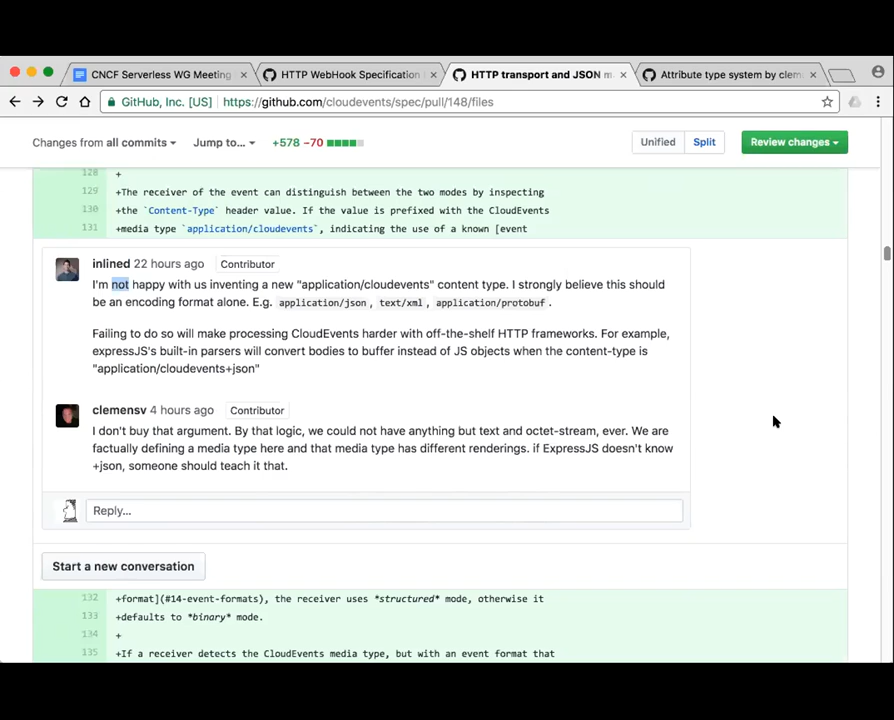 CNCF Serverless WG Meeting
HTTP WebHook Specification
HTTP transport and JSON m
Attribute type system by clem
GitHub, Inc. [US] https://github.com/cloudevents/spec/pull/148/files
Changes from all commits Jump to... +578 −70 Unified Split Review changes
128 +
129 +The receiver of the event can distinguish between the two modes by inspecting
130 +the `Content-Type` header value. If the value is prefixed with the CloudEvents
131 +media type `application/cloudevents`, indicating the use of a known [event
inlined 22 hours ago Contributor
I'm not happy with us inventing a new "application/cloudevents" content type. I strongly believe this should
be an encoding format alone. E.g. application/json, text/xml, application/protobuf.
Failing to do so will make processing CloudEvents harder with off-the-shelf HTTP frameworks. For example,
expressJS's built-in parsers will convert bodies to buffer instead of JS objects when the content-type is
"application/cloudevents+json"
clemensv 4 hours ago Contributor
I don't buy that argument. By that logic, we could not have anything but text and octet-stream, ever. We are
factually defining a media type here and that media type has different renderings. if ExpressJS doesn't know
+json, someone should teach it that.
Reply...
Start a new conversation
132 +format](#14-event-formats), the receiver uses *structured* mode, otherwise it
133 +defaults to *binary* mode.
134 +
135 +If a receiver detects the CloudEvents media type, but with an event format that